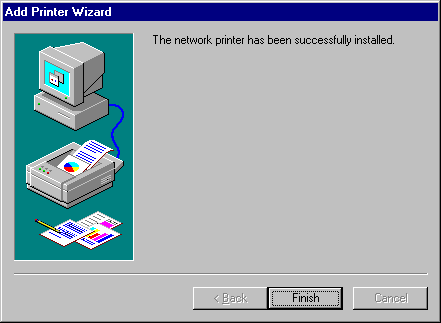 Add Printer Wizard
The network printer has been successfully installed.
< Back
Finish
Cancel